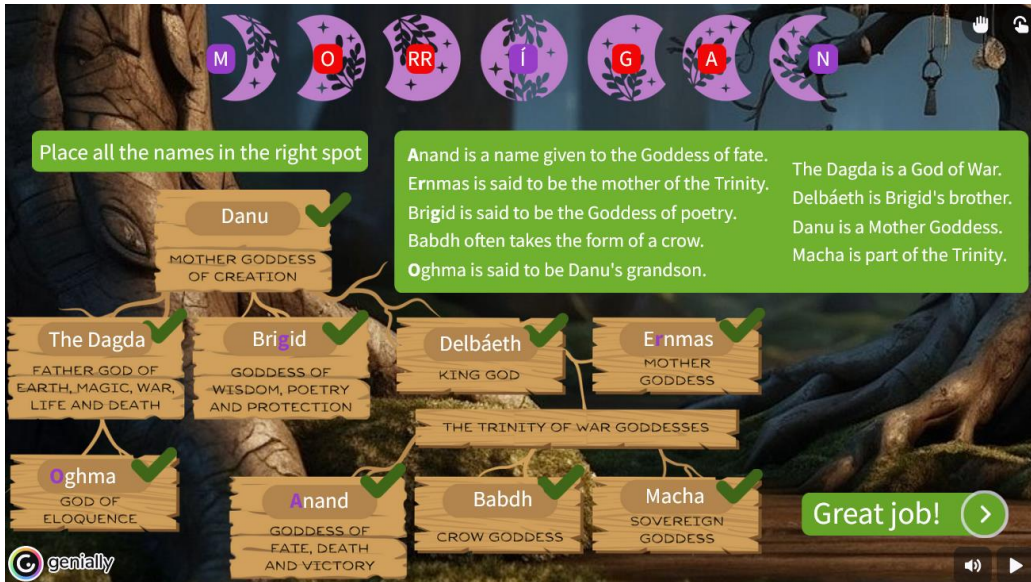 M O RR Í G A N
Place all the names in the right spot
Anand is a name given to the Goddess of fate.
Ernmas is said to be the mother of the Trinity.
Brigid is said to be the Goddess of poetry.
Babdh often takes the form of a crow.
Oghma is said to be Danu's grandson.
The Dagda is a God of War.
Delbáeth is Brigid's brother.
Danu is a Mother Goddess.
Macha is part of the Trinity.
Danu
MOTHER GODDESS
OF CREATION
The Dagda
FATHER GOD OF
EARTH, MAGIC, WAR,
LIFE AND DEATH
Brigid
GODDESS OF
WISDOM, POETRY
AND PROTECTION
Delbáeth
KING GOD
Ernmas
MOTHER
GODDESS
THE TRINITY OF WAR GODDESSES
Oghma
GOD OF
ELOQUENCE
Anand
GODDESS OF
FATE, DEATH
AND VICTORY
Babdh
CROW GODDESS
Macha
SOVEREIGN
GODDESS
Great job!
genially